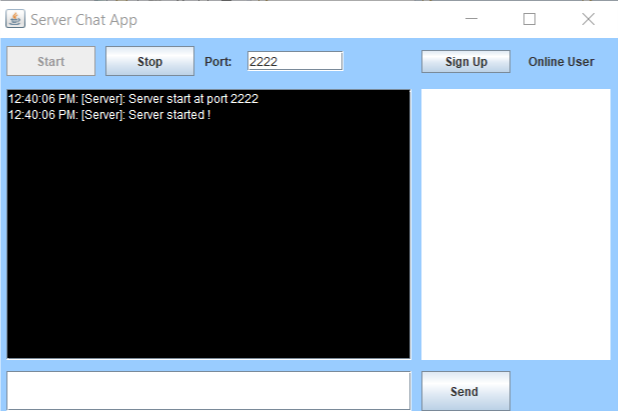 Server Chat App
Start Stop Port: 2222 Sign Up Online User
12:40:06 PM: [Server]: Server start at port 2222
12:40:06 PM: [Server]: Server started !
Send